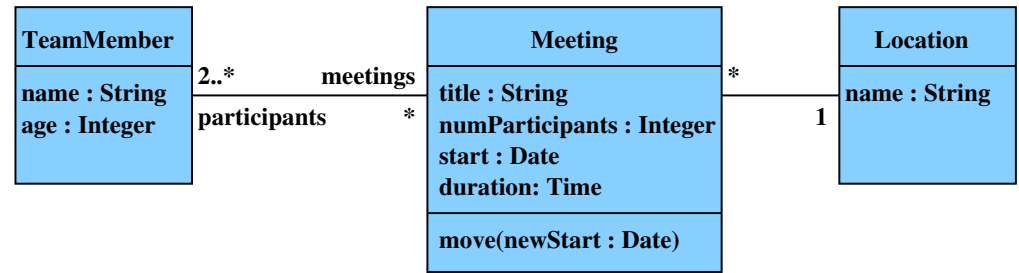 TeamMember
name : String
age : Integer
2..*
meetings
participants
*
Meeting
title : String
numParticipants : Integer
start : Date
duration: Time
move(newStart : Date)
*
1
Location
name : String